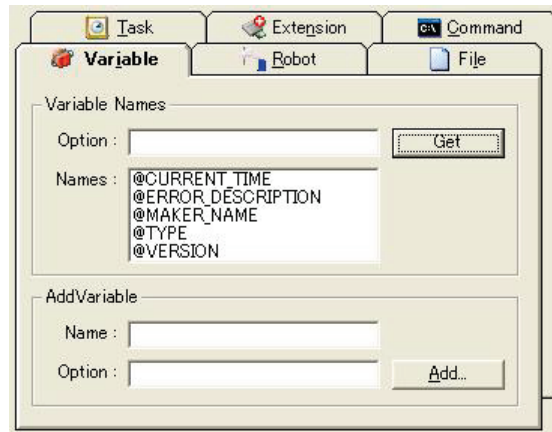 Task Extension Command
Variable Robot File
Variable Names
Option : Get
Names : @CURRENT_TIME
@ERROR_DESCRIPTION
@MAKER_NAME
@TYPE
@VERSION
AddVariable
Name :
Option : Add...